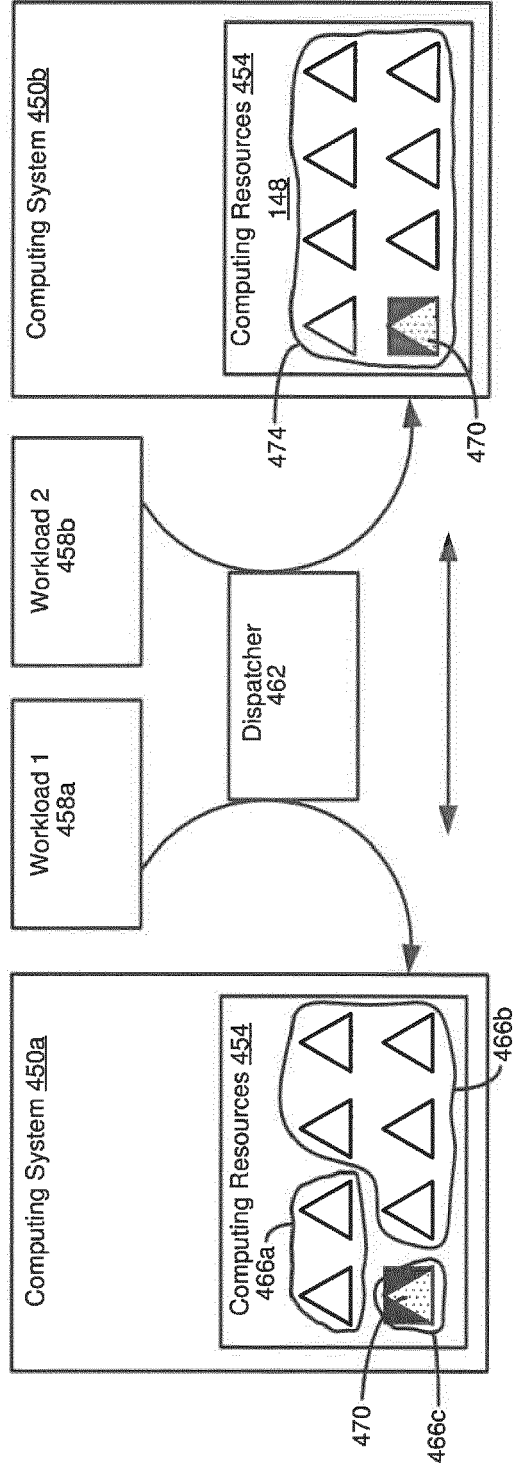 Computing System 450a
Computing Resources 454
466a
470
466c
466b
Workload 1
458a
Workload 2
458b
Dispatcher
462
Computing System 450b
Computing Resources 454
148
474
470